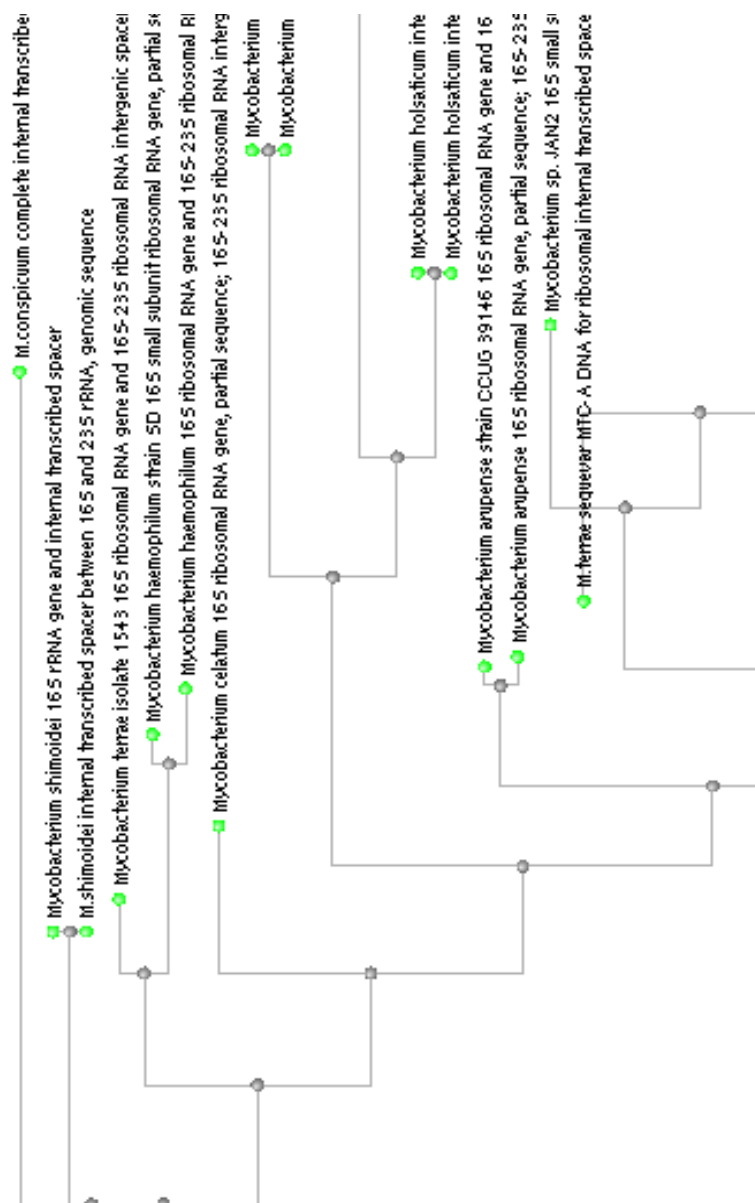 M.conspicuum complete internal transcribed
Mycobacterium shimoidei 16S rRNA gene and internal transcribed spacer
M.shimoidei internal transcribed spacer between 16S and 23S rRNA, genomic sequence
Mycobacterium terrae isolate 1543 16S ribosomal RNA gene and 16S-23S ribosomal RNA intergenic spacer
Mycobacterium haemophilum strain 5D 16S small subunit ribosomal RNA gene, partial se
Mycobacterium haemophilum 16S ribosomal RNA gene and 16S-23S ribosomal RI
Mycobacterium celatum 16S ribosomal RNA gene, partial sequence; 16S-23S ribosomal RNA interg
Mycobacterium
Mycobacterium
Mycobacterium holsaticum inte
Mycobacterium holsaticum inte
Mycobacterium arupense strain CCUG 39146 16S ribosomal RNA gene and 16
Mycobacterium arupense 16S ribosomal RNA gene, partial sequence; 16S-23S
Mycobacterium sp. JAN2 16S small s
M.terrae sequevar MTC-A DNA for ribosomal internal transcribed space